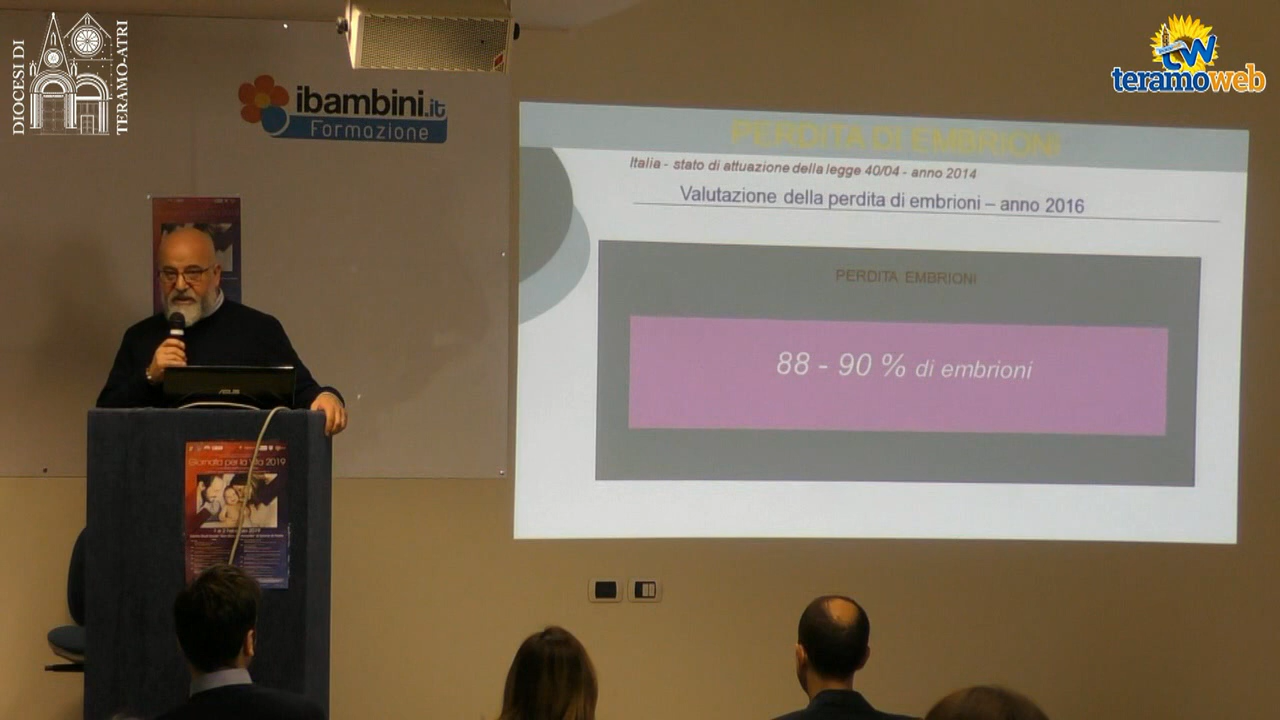 DIOCESI DI
TERAMO-ATRI
ibambini.it
Formazione
tw
teramoweb
PERDITA DI EMBRIONI
Italia - stato di attuazione della legge 40/04 - anno 2014
Valutazione della perdita di embrioni – anno 2016
PERDITA EMBRIONI
88 - 90 % di embrioni
ASUS
Giornata per la Vita 2019